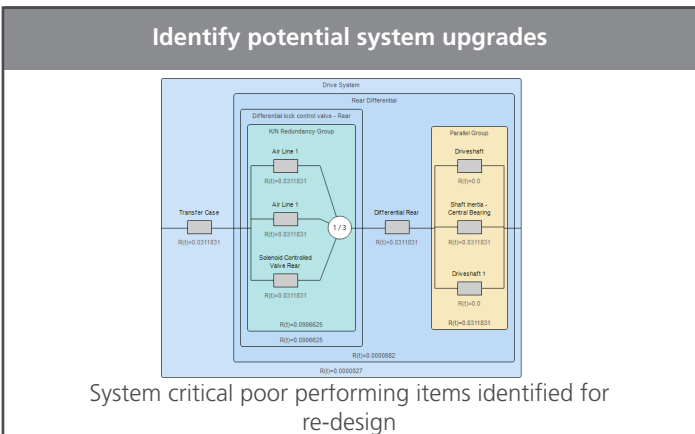 Identify potential system upgrades
Drive System
Rear Differential
Differential lock control valve - Rear
K/N Redundancy Group
Parallel Group
Air Line 1
R(t)=0.0311831
Driveshaft
R(t)=0.0
Transfer Case
R(t)=0.0311831
Air Line 1
R(t)=0.0311831
1 / 3
Differential Rear
R(t)=0.0311831
Shaft Inertia -
Central Bearing
R(t)=0.0311831
Solenoid Controlled
Valve Rear
R(t)=0.0311831
Driveshaft 1
R(t)=0.0
R(t)=0.0906625
R(t)=0.0311831
R(t)=0.0906625
R(t)=0.0000882
R(t)=0.0000027
System critical poor performing items identified for
re-design